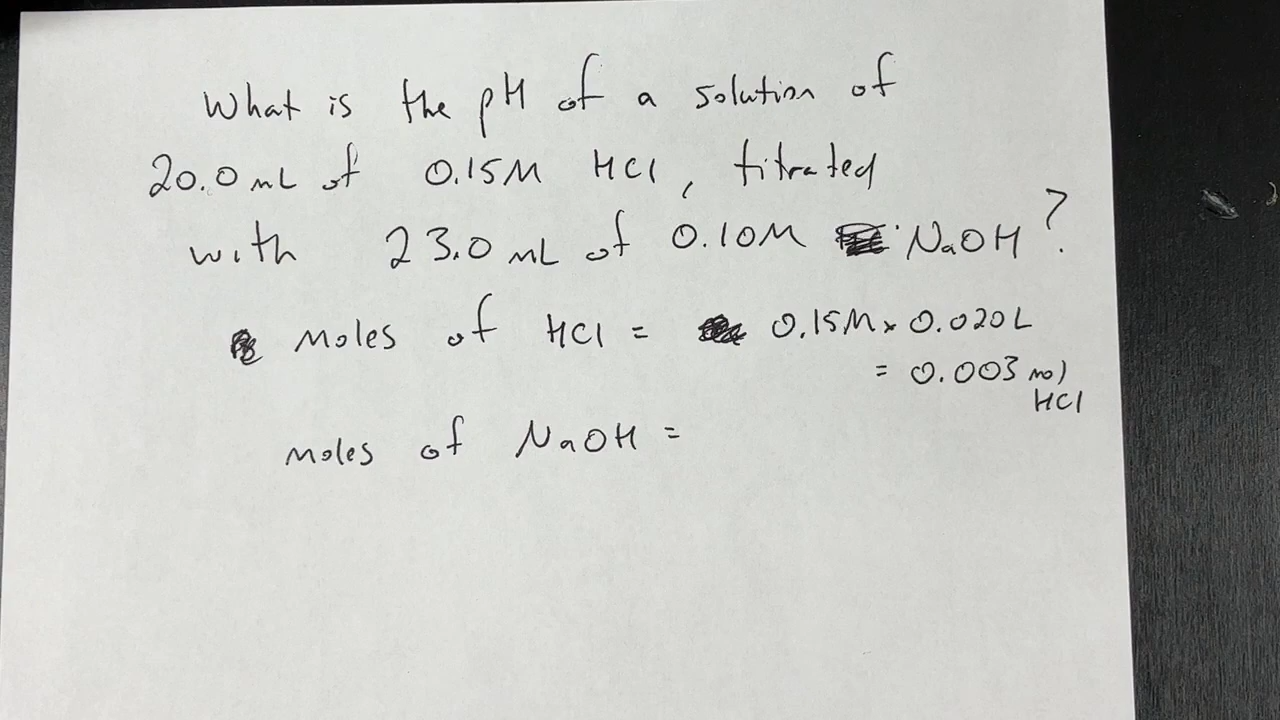 What is the pH of a solution of
20.0 mL of 0.15M HCl, titrated
with 23.0 mL of 0.10M NaOH?
moles of HCl = 0.15M × 0.020L
= 0.003 mol
HCl
moles of NaOH =